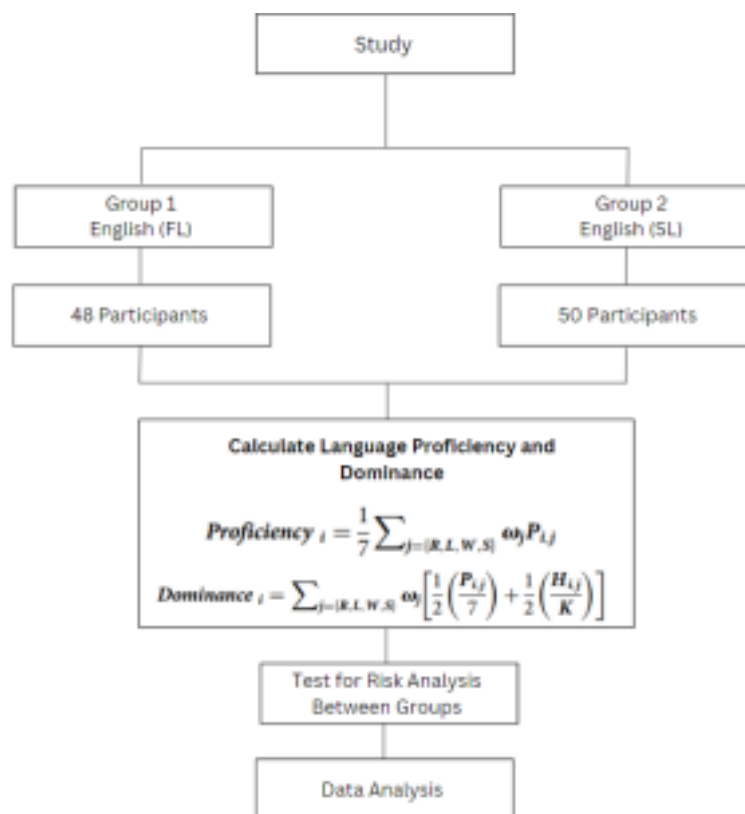 Study
Group 1
English (FL)
Group 2
English (SL)
48 Participants
50 Participants
Calculate Language Proficiency and
Dominance
Proficiency i = 1/7 ∑ j={R,L,W,S} ωj Pi,j
Dominance i = ∑ j={R,L,W,S} ωj [1/2 (Pi,j/7) + 1/2 (Hi,j/K)]
Test for Risk Analysis
Between Groups
Data Analysis